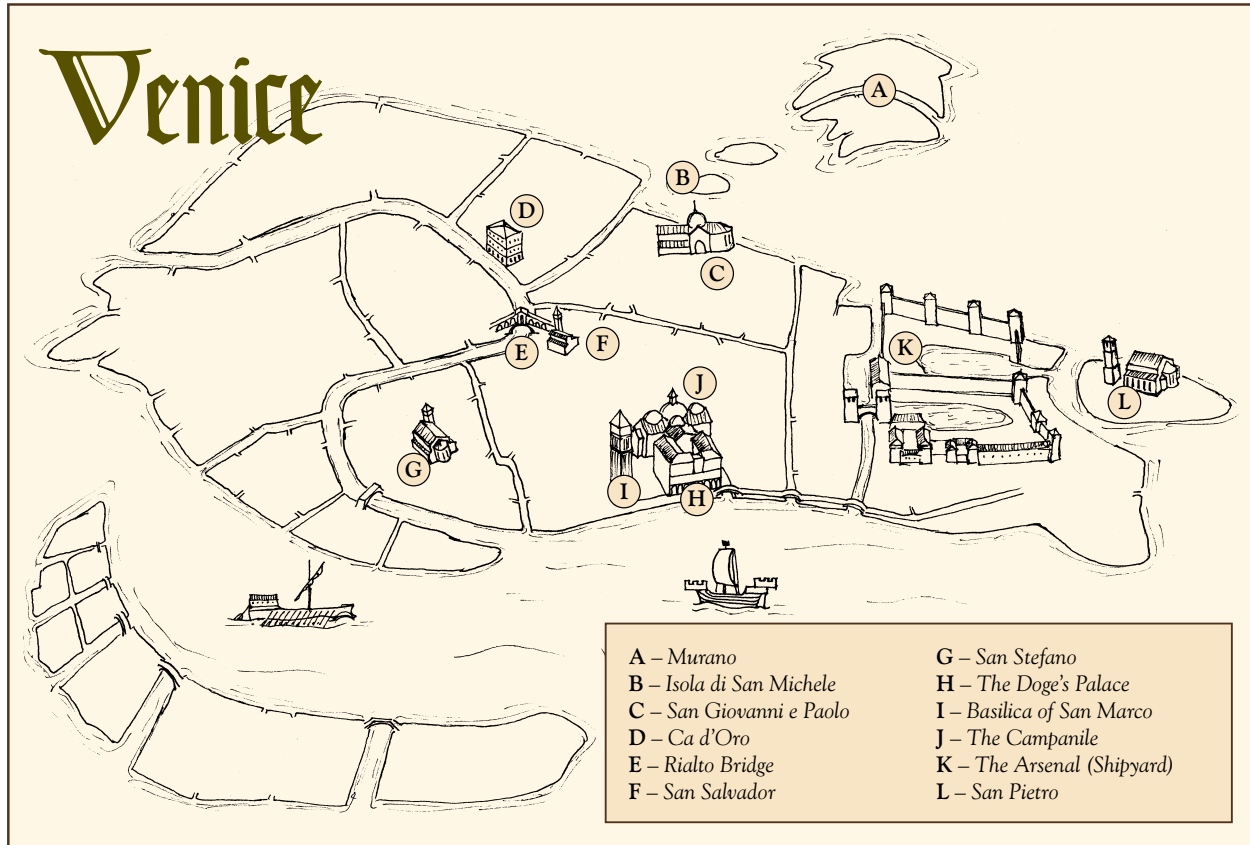 Venice
A
B
D
C
E
F
K
J
L
G
I
H
A – Murano
B – Isola di San Michele
C – San Giovanni e Paolo
D – Ca d'Oro
E – Rialto Bridge
F – San Salvador
G – San Stefano
H – The Doge's Palace
I – Basilica of San Marco
J – The Campanile
K – The Arsenal (Shipyard)
L – San Pietro